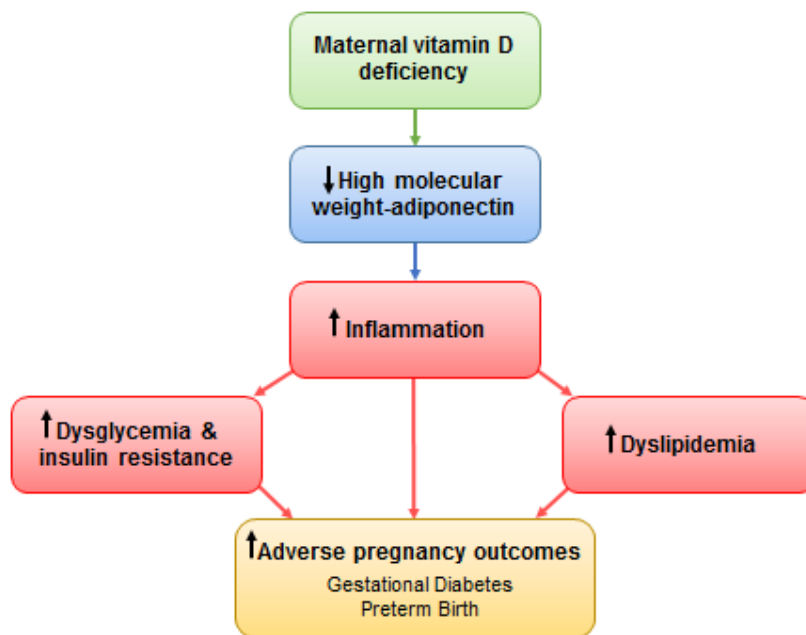 Maternal vitamin D
deficiency
↓High molecular
weight-adiponectin
↑Inflammation
↑Dysglycemia &
insulin resistance
↑Dyslipidemia
↑Adverse pregnancy outcomes
Gestational Diabetes
Preterm Birth